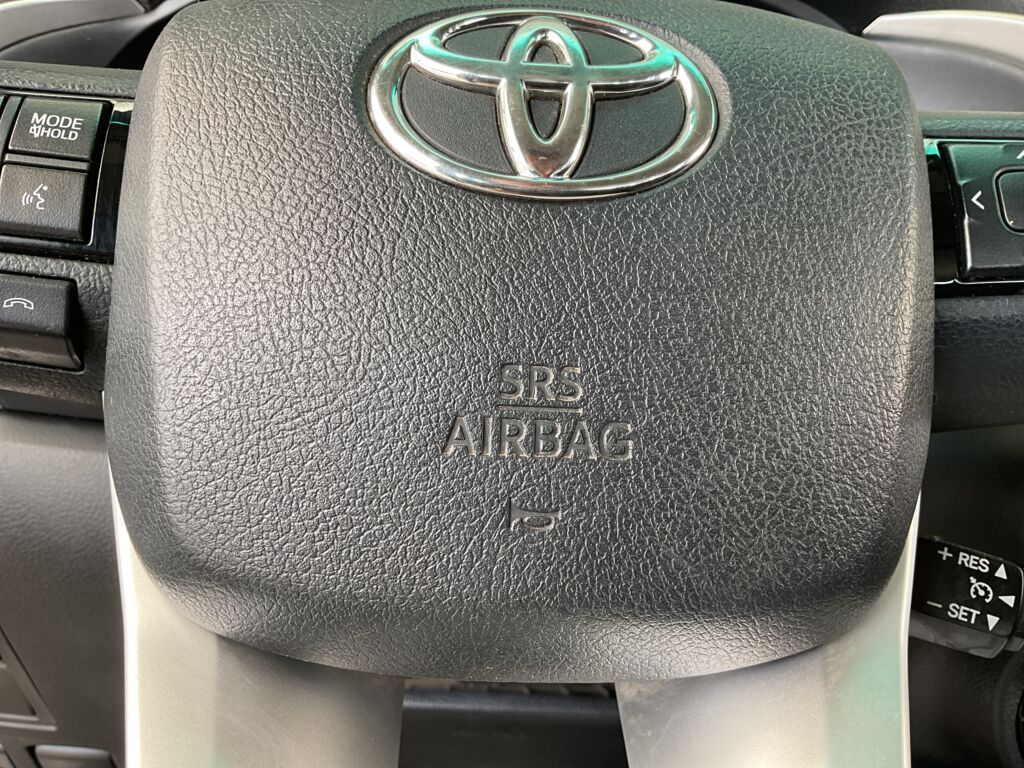 MODE
HOLD
SRS
AIRBAG
+ RES ▲
− SET ▼